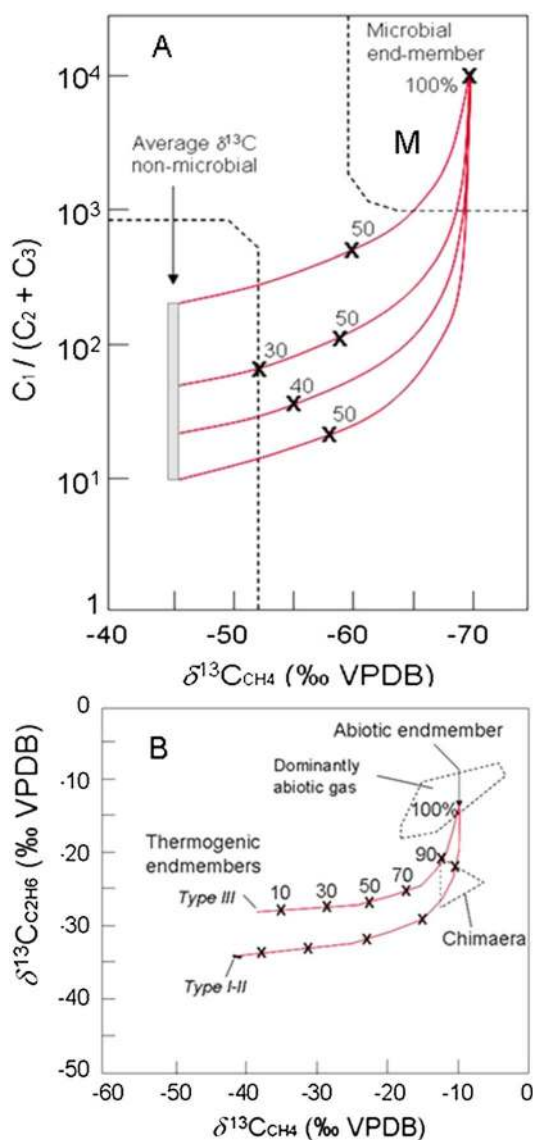 A
Microbial
end-member
100%
M
Average δ¹³C
non-microbial
50
50
30
40
50
10⁴
10³
10²
10¹
1
C₁ / (C₂ + C₃)
-40 -50 -60 -70
δ¹³C_CH4 (‰ VPDB)
B
Abiotic endmember
Dominantly
abiotic gas
100%
Thermogenic
endmembers
90
70
50
30
10
Type III
Chimaera
Type I-II
0
-10
-20
-30
-40
-50
δ¹³C_C2H6 (‰ VPDB)
-60 -50 -40 -30 -20 -10 0
δ¹³C_CH4 (‰ VPDB)